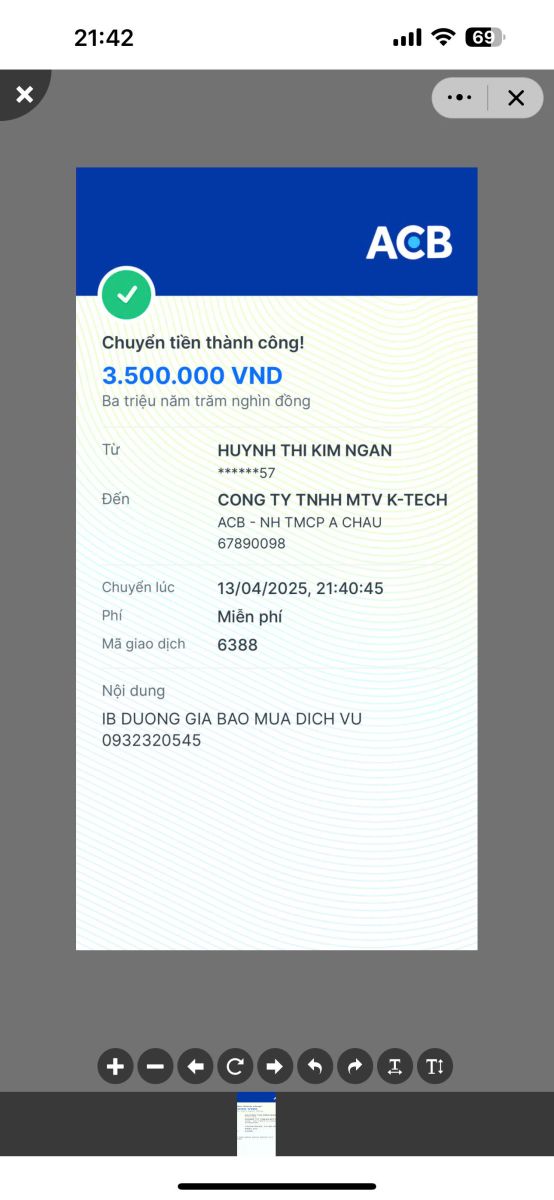 21:42
69
ACB
Chuyển tiền thành công!
3.500.000 VND
Ba triệu năm trăm nghìn đồng
Từ
HUYNH THI KIM NGAN
******57
Đến
CONG TY TNHH MTV K-TECH
ACB - NH TMCP A CHAU
67890098
Chuyển lúc
13/04/2025, 21:40:45
Phí
Miễn phí
Mã giao dịch
6388
Nội dung
IB DUONG GIA BAO MUA DICH VU
0932320545